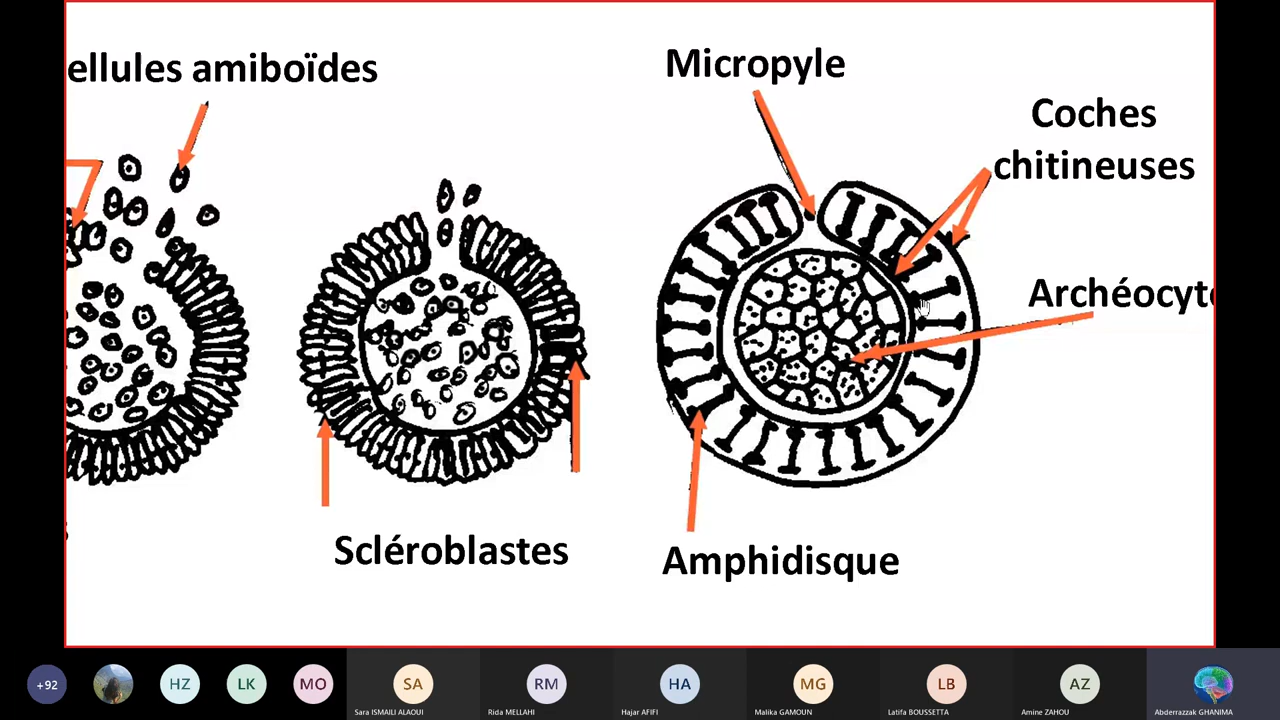 ellules amiboïdes
Micropyle
Coches
chitineuses
Archéocyt
Scléroblastes
Amphidisque
+92
HZ
LK
MO
SA
RM
HA
MG
LB
AZ
Sara ISMAILI ALAOUI
Rida MELLAHI
Hajar AFIFI
Malika GAMOUN
Latifa BOUSSETTA
Amine ZAHOU
Abderrazzak GHANIMA